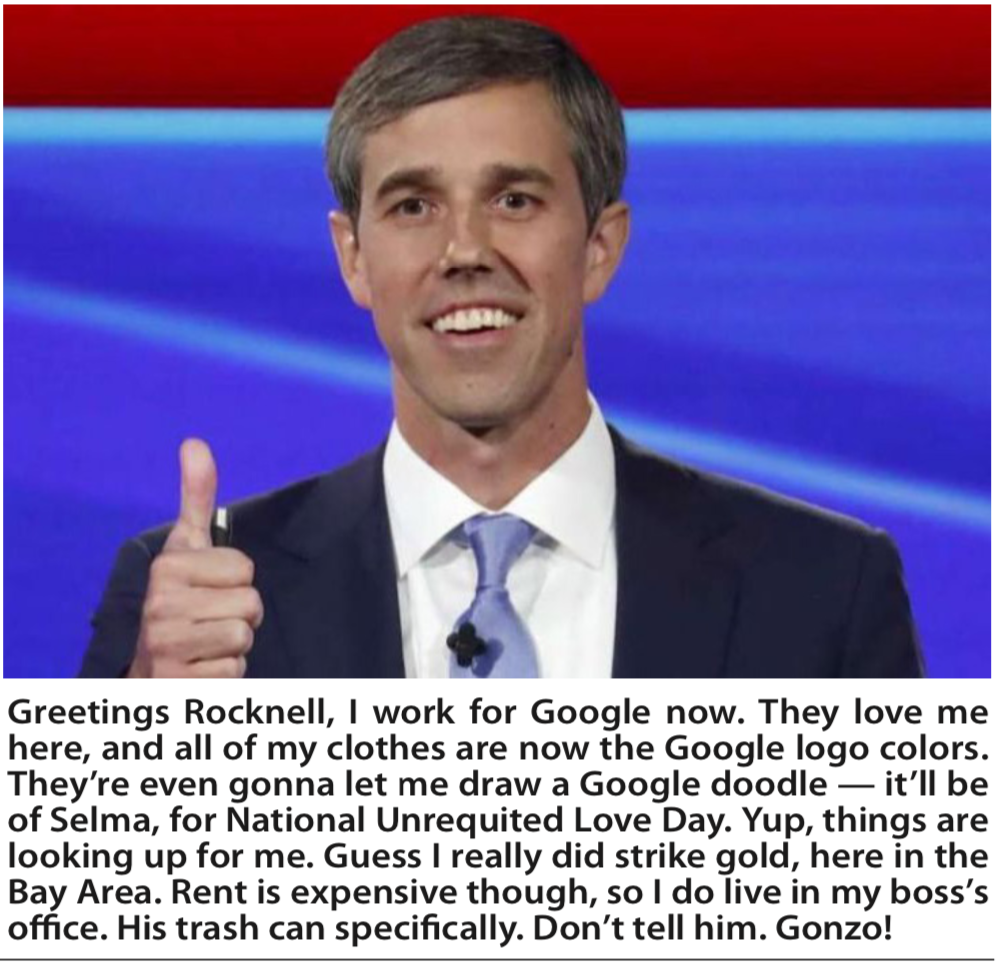 Greetings Rocknell, I work for Google now. They love me
here, and all of my clothes are now the Google logo colors.
They’re even gonna let me draw a Google doodle — it’ll be
of Selma, for National Unrequited Love Day. Yup, things are
looking up for me. Guess I really did strike gold, here in the
Bay Area. Rent is expensive though, so I do live in my boss’s
office. His trash can specifically. Don’t tell him. Gonzo!